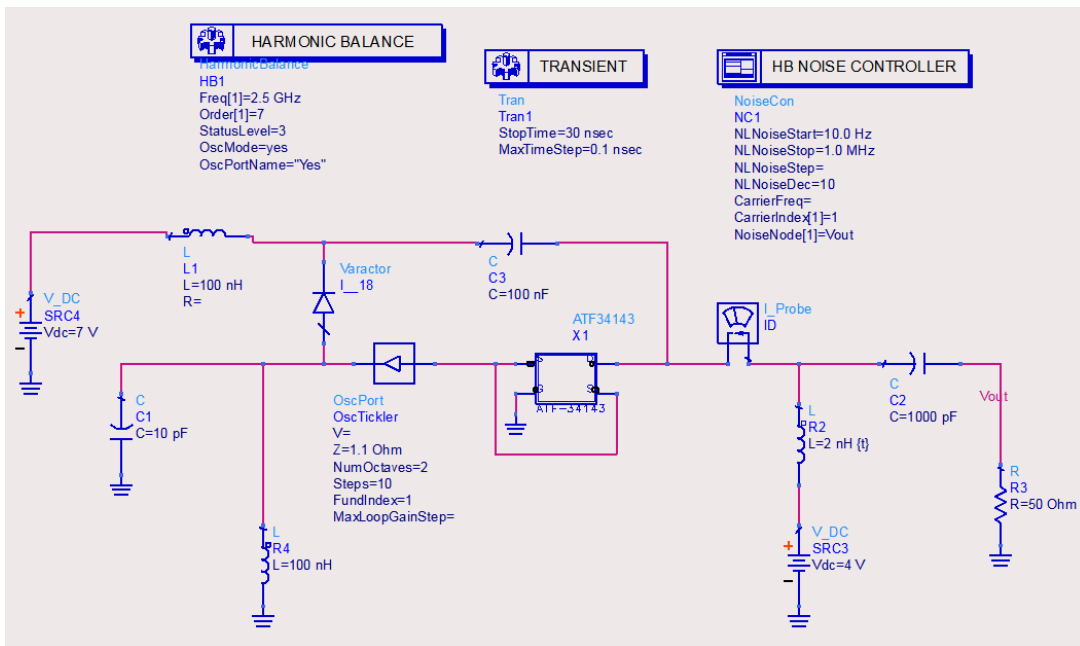 HARMONIC BALANCE
HarmonicBalance
HB1
Freq[1]=2.5 GHz
Order[1]=7
StatusLevel=3
OscMode=yes
OscPortName="Yes"
TRANSIENT
Tran
Tran1
StopTime=30 nsec
MaxTimeStep=0.1 nsec
HB NOISE CONTROLLER
NoiseCon
NC1
NLNoiseStart=10.0 Hz
NLNoiseStop=1.0 MHz
NLNoiseStep=
NLNoiseDec=10
CarrierFreq=
CarrierIndex[1]=1
NoiseNode[1]=Vout
V_DC
SRC4
Vdc=7 V
L
L1
L=100 nH
R=
Varactor
I__18
C
C3
C=100 nF
ATF34143
X1
ATF-34143
I_Probe
ID
C
C1
C=10 pF
OscPort
OscTickler
V=
Z=1.1 Ohm
NumOctaves=2
Steps=10
FundIndex=1
MaxLoopGainStep=
L
R4
L=100 nH
L
R2
L=2 nH {t}
C
C2
C=1000 pF
Vout
R
R3
R=50 Ohm
V_DC
SRC3
Vdc=4 V